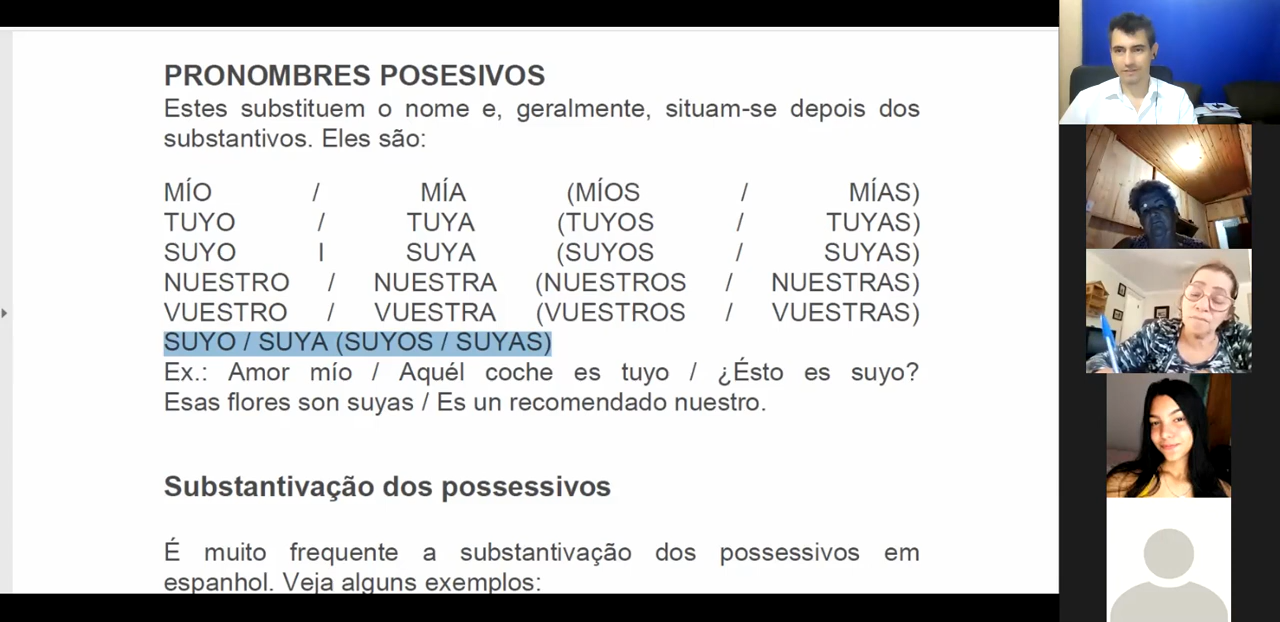 PRONOMBRES POSESIVOS
Estes substituem o nome e, geralmente, situam-se depois dos
substantivos. Eles são:
MÍO / MÍA (MÍOS / MÍAS)
TUYO / TUYA (TUYOS / TUYAS)
SUYO I SUYA (SUYOS / SUYAS)
NUESTRO / NUESTRA (NUESTROS / NUESTRAS)
VUESTRO / VUESTRA (VUESTROS / VUESTRAS)
SUYO / SUYA (SUYOS / SUYAS)
Ex.: Amor mío / Aquél coche es tuyo / ¿Ésto es suyo?
Esas flores son suyas / Es un recomendado nuestro.
Substantivação dos possessivos
É muito frequente a substantivação dos possessivos em
espanhol. Veja alguns exemplos: